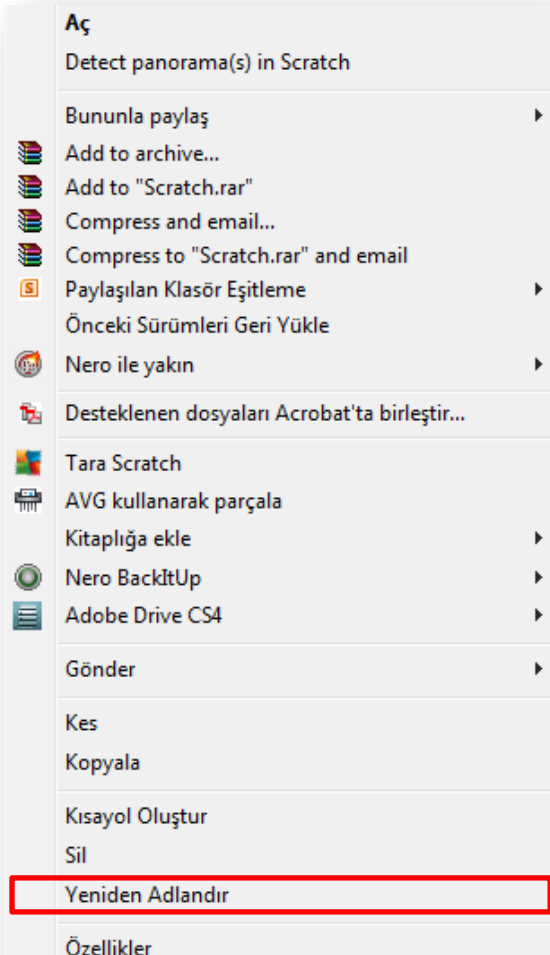 Aç
Detect panorama(s) in Scratch
Bununla paylaş
Add to archive...
Add to "Scratch.rar"
Compress and email...
Compress to "Scratch.rar" and email
Paylaşılan Klasör Eşitleme
Önceki Sürümleri Geri Yükle
Nero ile yakın
Desteklenen dosyaları Acrobat'ta birleştir...
Tara Scratch
AVG kullanarak parçala
Kitaplığa ekle
Nero BackItUp
Adobe Drive CS4
Gönder
Kes
Kopyala
Kısayol Oluştur
Sil
Yeniden Adlandır
Özellikler